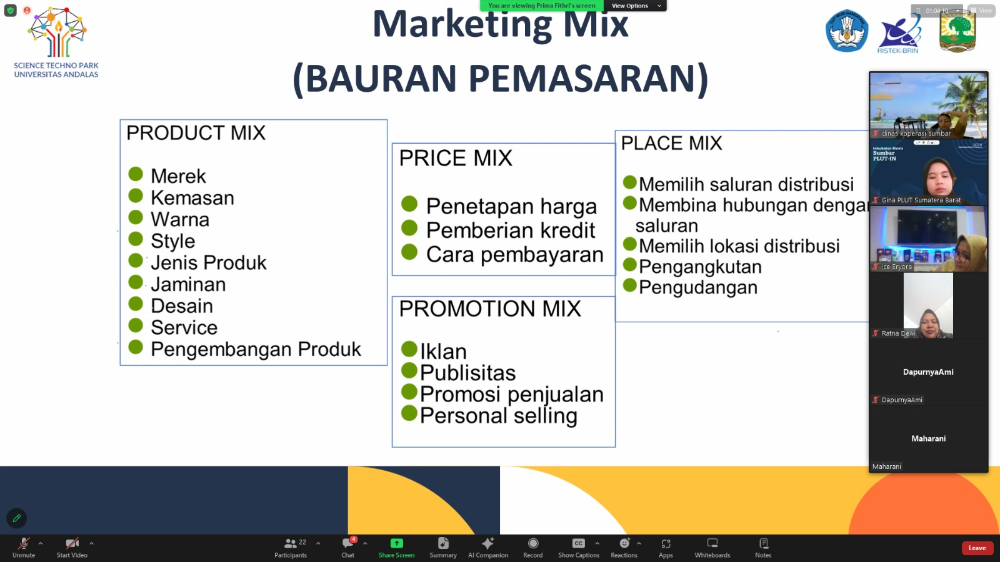 You are viewing Prima Fithri's screen
View Options
01:04:10
View
SCIENCE TECHNO PARK
UNIVERSITAS ANDALAS
Marketing Mix
(BAURAN PEMASARAN)
TUT WURI HANDAYANI
RISTEK-BRIN
PRODUCT MIX
Merek
Kemasan
Warna
Style
Jenis Produk
Jaminan
Desain
Service
Pengembangan Produk
PRICE MIX
Penetapan harga
Pemberian kredit
Cara pembayaran
PROMOTION MIX
Iklan
Publisitas
Promosi penjualan
Personal selling
PLACE MIX
Memilih saluran distribusi
Membina hubungan dengan
saluran
Memilih lokasi distribusi
Pengangkutan
Pengudangan
dinas koperasi sumbar
Inkubator Bisnis
Sumbar
PLUT-IN
2024
Gina PLUT Sumatera Barat
Ice Eryora
Ratna Dewi
DapurnyaAmi
DapurnyaAmi
Maharani
Maharani
Unmute
Start Video
22
Participants
4
Chat
Share Screen
Summary
AI Companion
Record
CC
Show Captions
Reactions
Apps
Whiteboards
Notes
Leave